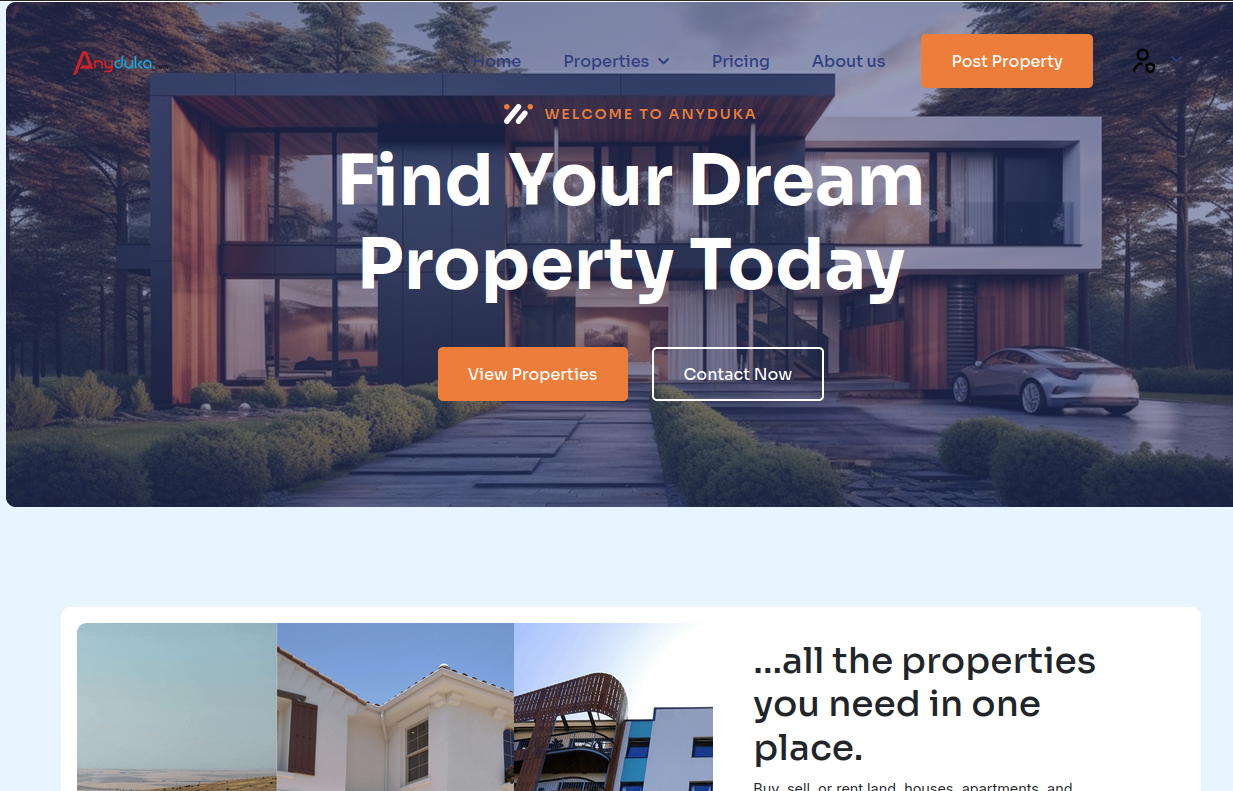 Anyduka
Home Properties Pricing About us Post Property
WELCOME TO ANYDUKA
Find Your Dream
Property Today
View Properties Contact Now
...all the properties
you need in one
place.
Buy, sell, or rent land, houses, apartments, and